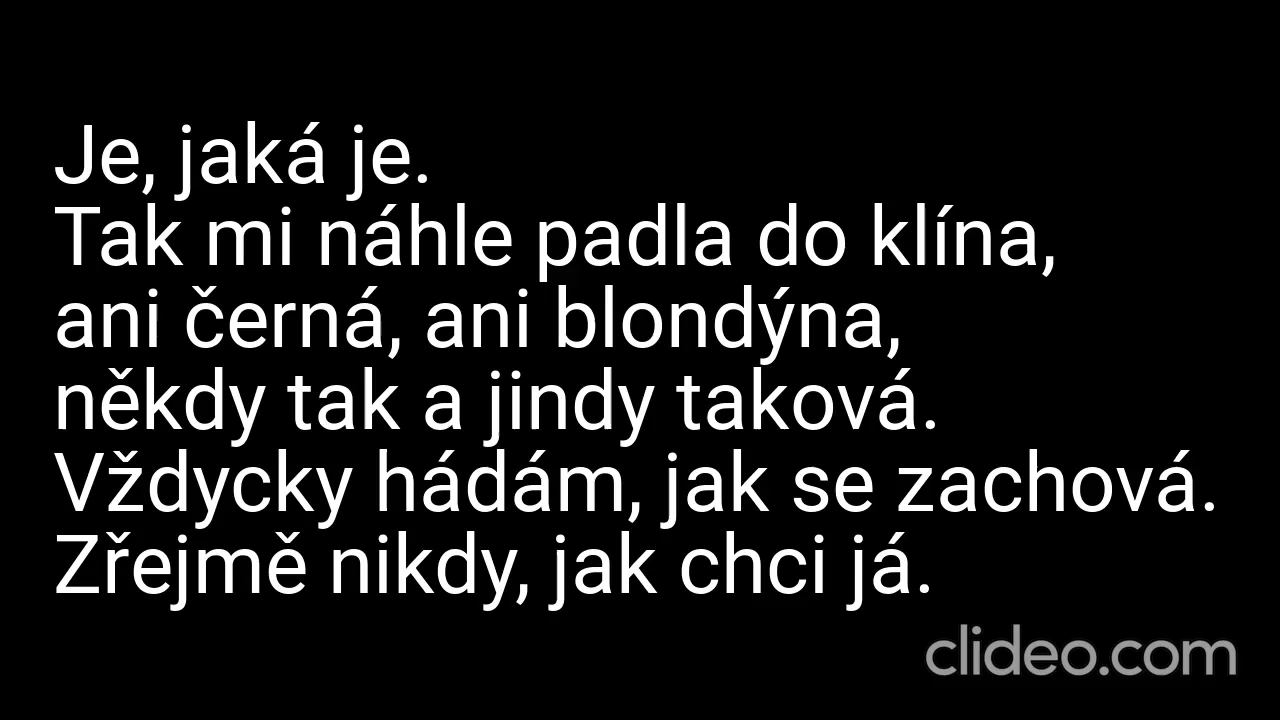 Je, jaká je.
Tak mi náhle padla do klína,
ani černá, ani blondýna,
někdy tak a jindy taková.
Vždycky hádám, jak se zachová.
Zřejmě nikdy, jak chci já.
clideo.com